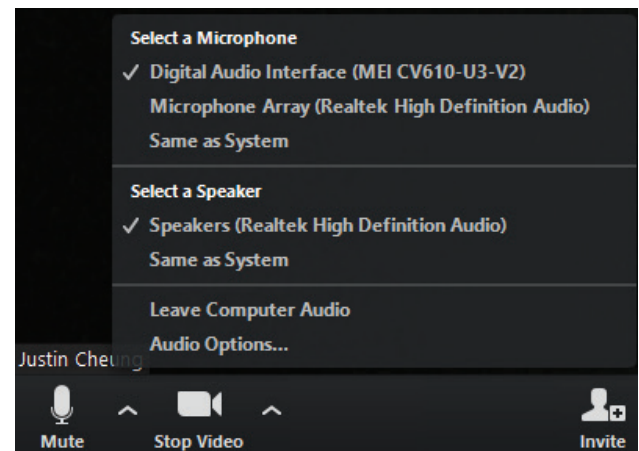 Select a Microphone
✓ Digital Audio Interface (MEI CV610-U3-V2)
Microphone Array (Realtek High Definition Audio)
Same as System
Select a Speaker
✓ Speakers (Realtek High Definition Audio)
Same as System
Leave Computer Audio
Audio Options...
Justin Cheung
Mute
Stop Video
Invite